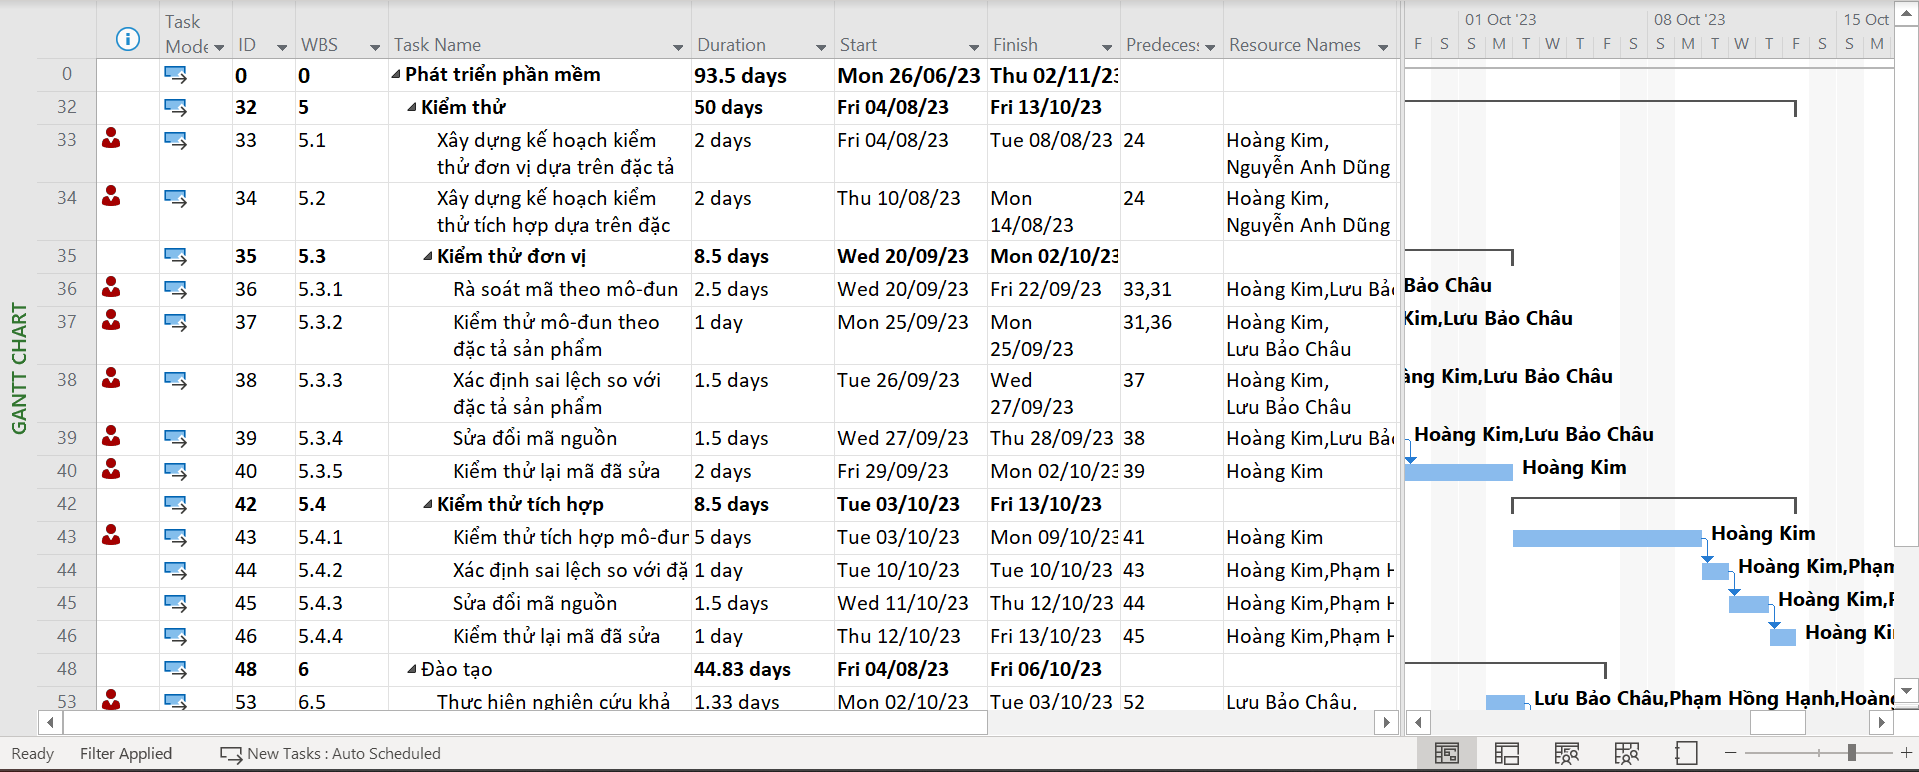 Task Mode ID WBS Task Name Duration Start Finish Predecess Resource Names
01 Oct '23 08 Oct '23 15 Oct
F S S M T W T F S S M T W T F S S M
0 0 0 Phát triển phần mềm 93.5 days Mon 26/06/23 Thu 02/11/23
32 32 5 Kiểm thử 50 days Fri 04/08/23 Fri 13/10/23
33 33 5.1 Xây dựng kế hoạch kiểm 2 days Fri 04/08/23 Tue 08/08/23 24 Hoàng Kim,
thử đơn vị dựa trên đặc tả Nguyễn Anh Dũng
34 34 5.2 Xây dựng kế hoạch kiểm 2 days Thu 10/08/23 Mon 24 Hoàng Kim,
thử tích hợp dựa trên đặc 14/08/23 Nguyễn Anh Dũng
35 35 5.3 Kiểm thử đơn vị 8.5 days Wed 20/09/23 Mon 02/10/23
36 36 5.3.1 Rà soát mã theo mô-đun 2.5 days Wed 20/09/23 Fri 22/09/23 33,31 Hoàng Kim,Lưu Bảo Bảo Châu
37 37 5.3.2 Kiểm thử mô-đun theo 1 day Mon 25/09/23 Mon 31,36 Hoàng Kim, Kim,Lưu Bảo Châu
đặc tả sản phẩm 25/09/23 Lưu Bảo Châu
38 38 5.3.3 Xác định sai lệch so với 1.5 days Tue 26/09/23 Wed 37 Hoàng Kim, àng Kim,Lưu Bảo Châu
đặc tả sản phẩm 27/09/23 Lưu Bảo Châu
39 39 5.3.4 Sửa đổi mã nguồn 1.5 days Wed 27/09/23 Thu 28/09/23 38 Hoàng Kim,Lưu Bảo Hoàng Kim,Lưu Bảo Châu
40 40 5.3.5 Kiểm thử lại mã đã sửa 2 days Fri 29/09/23 Mon 02/10/23 39 Hoàng Kim Hoàng Kim
42 42 5.4 Kiểm thử tích hợp 8.5 days Tue 03/10/23 Fri 13/10/23
43 43 5.4.1 Kiểm thử tích hợp mô-đun 5 days Tue 03/10/23 Mon 09/10/23 41 Hoàng Kim Hoàng Kim
44 44 5.4.2 Xác định sai lệch so với đặ 1 day Tue 10/10/23 Tue 10/10/23 43 Hoàng Kim,Phạm H Hoàng Kim,Phạm
45 45 5.4.3 Sửa đổi mã nguồn 1.5 days Wed 11/10/23 Thu 12/10/23 44 Hoàng Kim,Phạm H Hoàng Kim,P
46 46 5.4.4 Kiểm thử lại mã đã sửa 1 day Thu 12/10/23 Fri 13/10/23 45 Hoàng Kim,Phạm H Hoàng Ki
48 48 6 Đào tạo 44.83 days Fri 04/08/23 Fri 06/10/23
53 53 6.5 Thực hiện nghiên cứu khả 1.33 days Mon 02/10/23 Tue 03/10/23 52 Lưu Bảo Châu, Lưu Bảo Châu,Phạm Hồng Hạnh,Hoàng
GANTT CHART
Ready Filter Applied New Tasks : Auto Scheduled